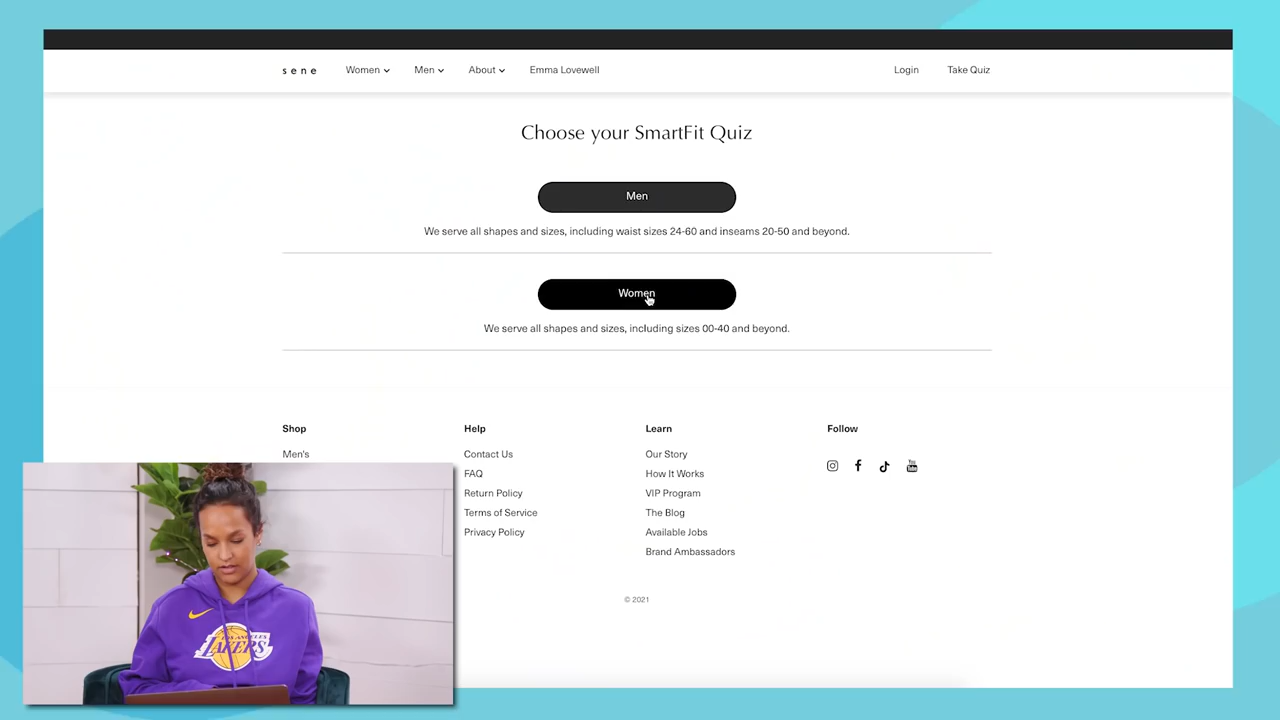 sene Women Men About Emma Lovewell Login Take Quiz
Choose your SmartFit Quiz
Men
We serve all shapes and sizes, including waist sizes 24-60 and inseams 20-50 and beyond.
Women
We serve all shapes and sizes, including sizes 00-40 and beyond.
Shop Help Learn Follow
Men's Contact Us Our Story
FAQ How It Works
Return Policy VIP Program
Terms of Service The Blog
Privacy Policy Available Jobs
Brand Ambassadors
© 2021
LOS ANGELES
LAKERS